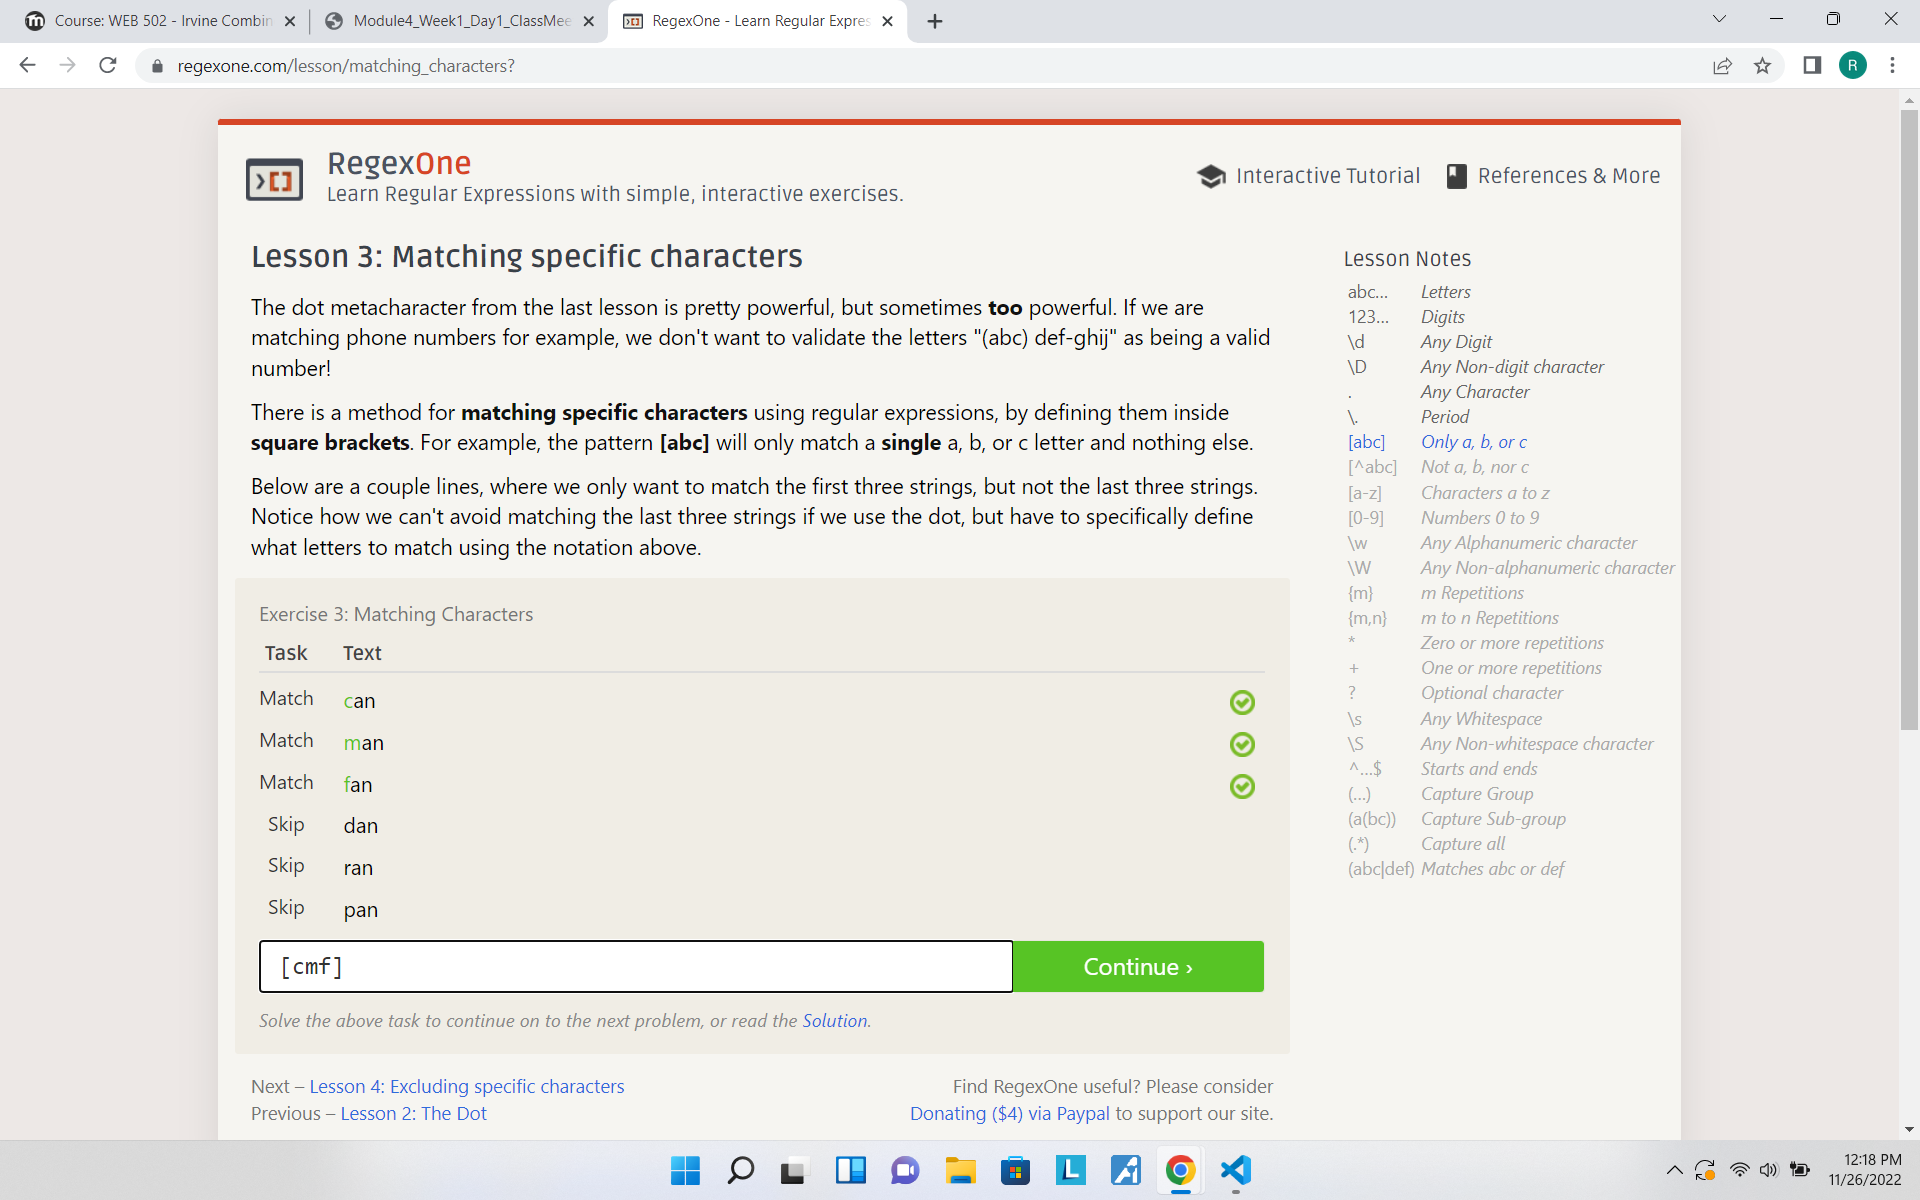 Course: WEB 502 - Irvine Combin
Module4_Week1_Day1_ClassMee
RegexOne - Learn Regular Expres
regexone.com/lesson/matching_characters?
R
RegexOne
Learn Regular Expressions with simple, interactive exercises.
Interactive Tutorial
References & More
Lesson 3: Matching specific characters
The dot metacharacter from the last lesson is pretty powerful, but sometimes too powerful. If we are
matching phone numbers for example, we don't want to validate the letters "(abc) def-ghij" as being a valid
number!
There is a method for matching specific characters using regular expressions, by defining them inside
square brackets. For example, the pattern [abc] will only match a single a, b, or c letter and nothing else.
Below are a couple lines, where we only want to match the first three strings, but not the last three strings.
Notice how we can't avoid matching the last three strings if we use the dot, but have to specifically define
what letters to match using the notation above.
Exercise 3: Matching Characters
Task Text
Match can
Match man
Match fan
Skip dan
Skip ran
Skip pan
[cmf]
Continue ›
Solve the above task to continue on to the next problem, or read the Solution.
Next – Lesson 4: Excluding specific characters
Previous – Lesson 2: The Dot
Find RegexOne useful? Please consider
Donating ($4) via Paypal to support our site.
Lesson Notes
abc... Letters
123... Digits
\d Any Digit
\D Any Non-digit character
. Any Character
\. Period
[abc] Only a, b, or c
[^abc] Not a, b, nor c
[a-z] Characters a to z
[0-9] Numbers 0 to 9
\w Any Alphanumeric character
\W Any Non-alphanumeric character
{m} m Repetitions
{m,n} m to n Repetitions
* Zero or more repetitions
+ One or more repetitions
? Optional character
\s Any Whitespace
\S Any Non-whitespace character
^...$ Starts and ends
(...) Capture Group
(a(bc)) Capture Sub-group
(.*) Capture all
(abc|def) Matches abc or def
12:18 PM
11/26/2022